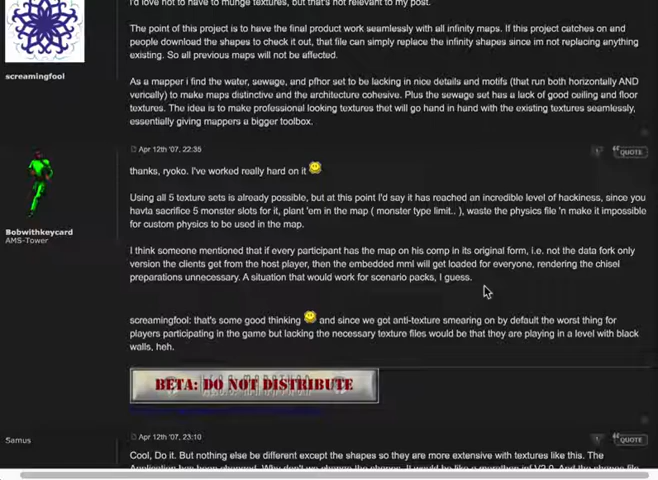 I'd love not to have to munge textures, but that's not relevant to my post.
The point of this project is to have the final product work seamlessly with all infinity maps. If this project catches on and
people download the shapes to check it out, that file can simply replace the infinity shapes since im not replacing anything
existing. So all previous maps will not be affected.
screamingfool
As a mapper i find the water, sewage, and pfhor set to be lacking in nice details and motifs (that run both horizontally AND
verically) to make maps distinctive and the architecture cohesive. Plus the sewage set has a lack of good ceiling and floor
textures. The idea is to make professional looking textures thet will go hand in hand with the existing textures seamlessly,
essentially giving mappers a bigger toolbox.
Apr 12th '07, 22:35
QUOTE
thanks, ryoko. I've worked really hard on it
Using all 5 texture sets is already possible, but at this point I'd say it has reached an incredible level of hackiness, since you
havta sacrifice 5 monster slots for it, plant 'em in the map ( monster type limit.. ), waste the physics file 'n make it impossible
for custom physics to be used in the map.
Bobwithkeycard
AMS-Tower
I think someone mentioned that if every participant has the map on his comp in its original form, i.e. not the data fork only
version the clients get from the host player, then the embedded mml will get loaded for everyone, rendering the chisel
preparations unnecessary. A situation that would work for scenario packs, I guess.
screamingfool: that's some good thinking and since we got anti-texture smearing on by default the worst thing for
players participating in the game but lacking the necessary texture files would be that they are playing in a level with black
walls, heh.
BETA: DO NOT DISTRIBUTE
Samus
Apr 12th '07, 23:10
QUOTE
Cool, Do it. But nothing else be different except the shapes so they are more extensive with textures like this. The